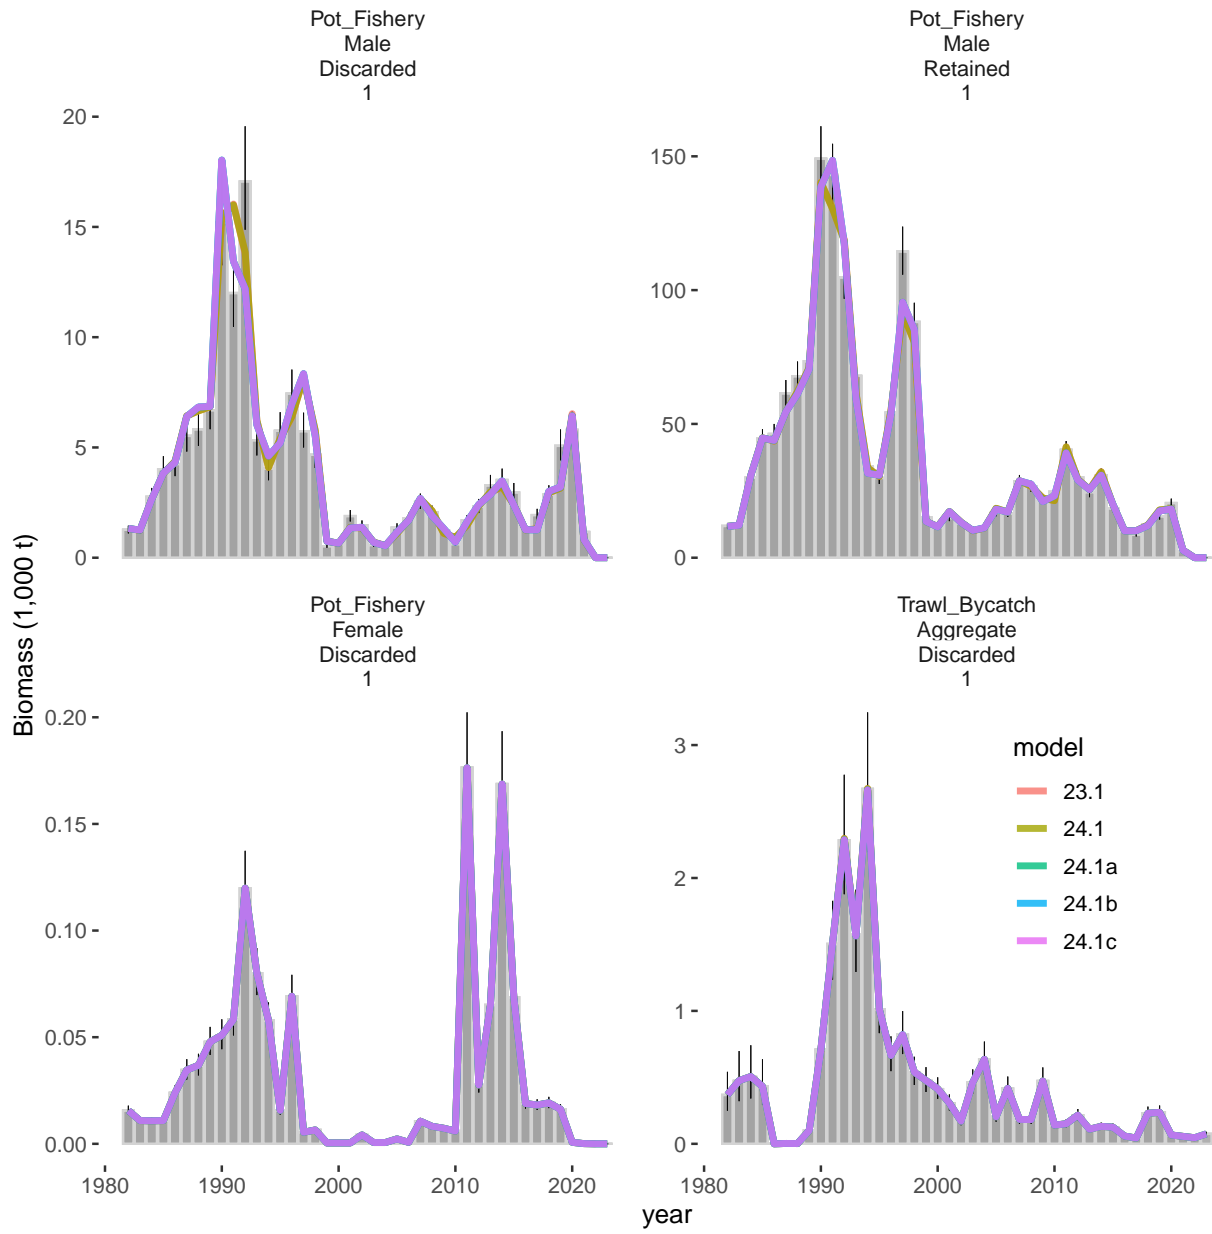 Pot_Fishery
Male
Discarded
1
Pot_Fishery
Male
Retained
1
20
15
10
5
0
150
100
50
0
Biomass (1,000 t)
Pot_Fishery
Female
Discarded
1
Trawl_Bycatch
Aggregate
Discarded
1
0.20
0.15
0.10
0.05
0.00
3
2
1
0
model
23.1
24.1
24.1a
24.1b
24.1c
1980 1990 2000 2010 2020
1980 1990 2000 2010 2020
year